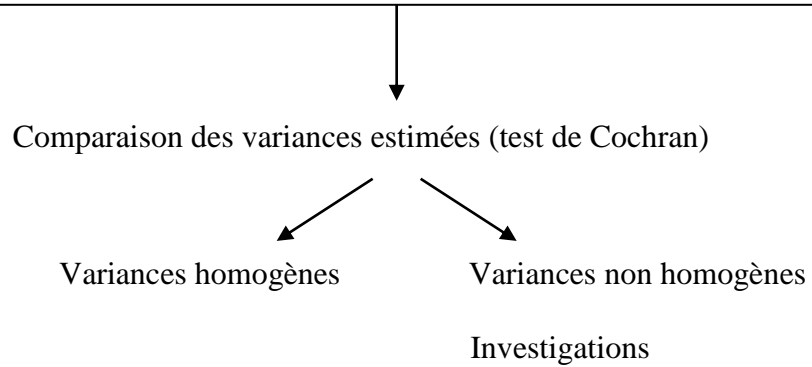 Comparaison des variances estimées (test de Cochran)
Variances homogènes
Variances non homogènes
Investigations